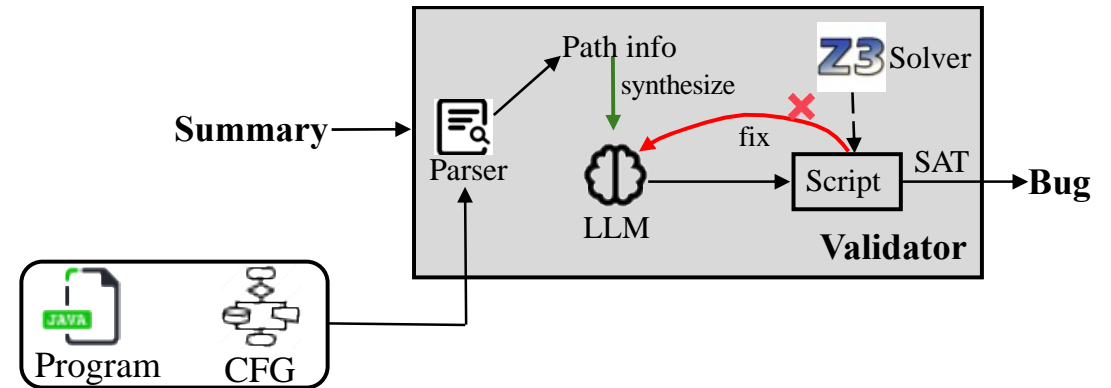 Path info
Z3 Solver
synthesize
Summary
fix
Parser
Script
SAT
Bug
LLM
Validator
JAVA
Program
CFG